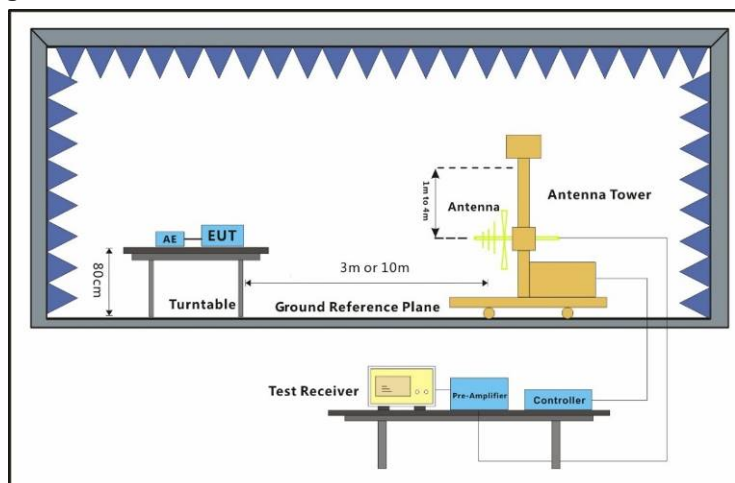 1m to 4m
Antenna
Antenna Tower
AE
EUT
80cm
3m or 10m
Turntable
Ground Reference Plane
Test Receiver
Pre-Amplifier
Controller